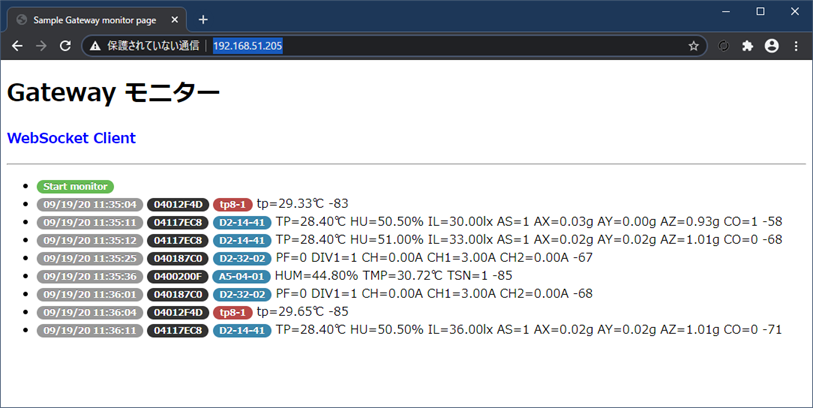 Sample Gateway monitor page
保護されていない通信 192.168.51.205
Gateway モニター
WebSocket Client
Start monitor
09/19/20 11:35:04 04012F4D tp8-1 tp=29.33℃ -83
09/19/20 11:35:11 04117EC8 D2-14-41 TP=28.40℃ HU=50.50% IL=30.00lx AS=1 AX=0.03g AY=0.00g AZ=0.93g CO=1 -58
09/19/20 11:35:12 04117EC8 D2-14-41 TP=28.40℃ HU=51.00% IL=33.00lx AS=1 AX=0.02g AY=0.02g AZ=1.01g CO=0 -68
09/19/20 11:35:25 040187C0 D2-32-02 PF=0 DIV1=1 CH=0.00A CH1=3.00A CH2=0.00A -67
09/19/20 11:35:36 0400200F A5-04-01 HUM=44.80% TMP=30.72℃ TSN=1 -85
09/19/20 11:36:01 040187C0 D2-32-02 PF=0 DIV1=1 CH=0.00A CH1=3.00A CH2=0.00A -68
09/19/20 11:36:04 04012F4D tp8-1 tp=29.65℃ -85
09/19/20 11:36:11 04117EC8 D2-14-41 TP=28.40℃ HU=50.50% IL=36.00lx AS=1 AX=0.02g AY=0.02g AZ=1.01g CO=0 -71